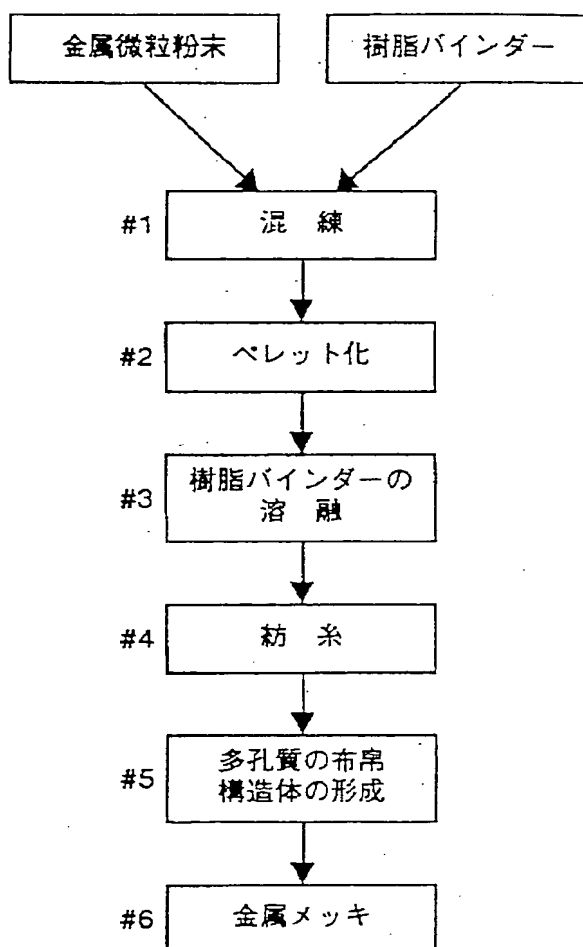 金属微粒粉末
樹脂バインダー
#1
混 練
#2
ペレット化
#3
樹脂バインダーの
溶 融
#4
紡 糸
#5
多孔質の布帛
構造体の形成
#6
金属メッキ